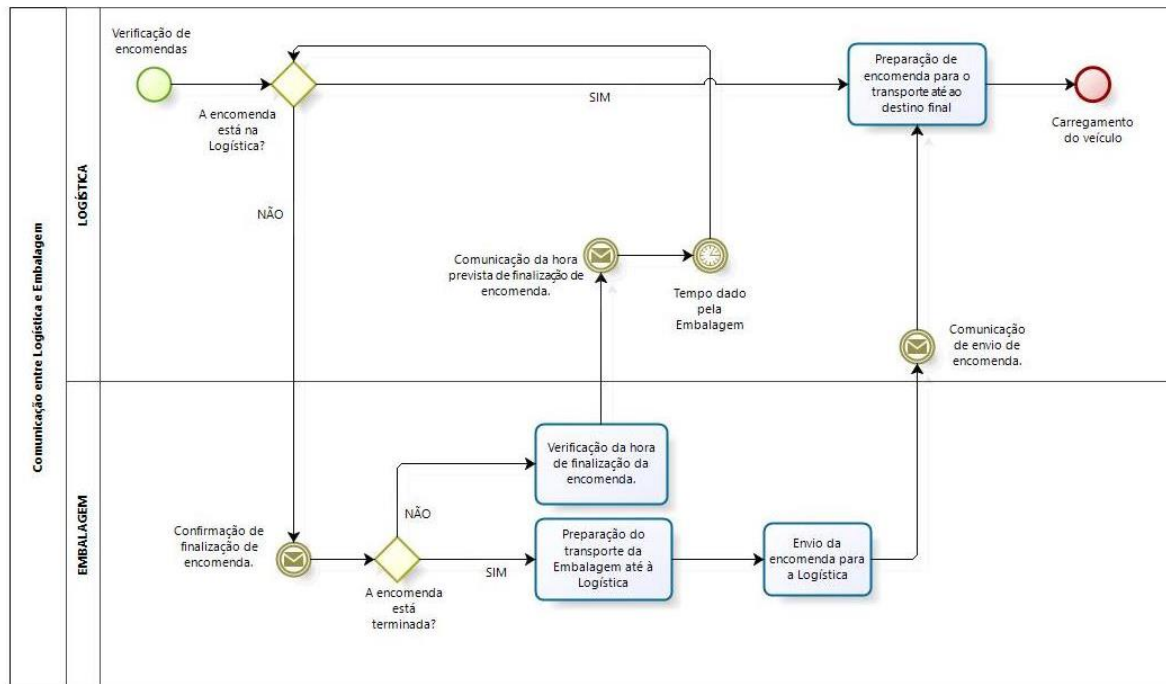 Comunicação entre Logística e Embalagem
LOGÍSTICA
Verificação de
encomendas
A encomenda
está na
Logística?
SIM
NÃO
Preparação de
encomenda para o
transporte até ao
destino final
Carregamento
do veículo
Comunicação da hora
prevista de finalização de
encomenda.
Tempo dado
pela
Embalagem
Comunicação
de envio de
encomenda.
EMBALAGEM
Confirmação de
finalização de
encomenda.
A encomenda
está
terminada?
NÃO
SIM
Verificação da hora
de finalização da
encomenda.
Preparação do
transporte da
Embalagem até à
Logística
Envio da
encomenda para
a Logística